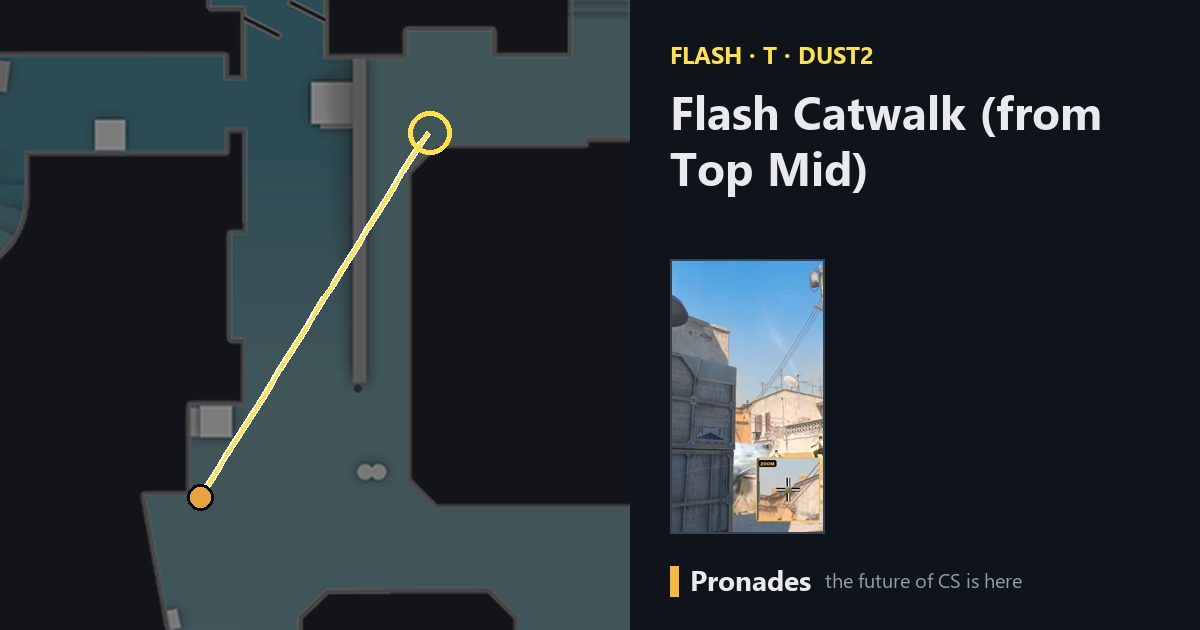 FLASH · T · DUST2
Flash Catwalk (from
Top Mid)
ZOOM
Pronades the future of CS is here